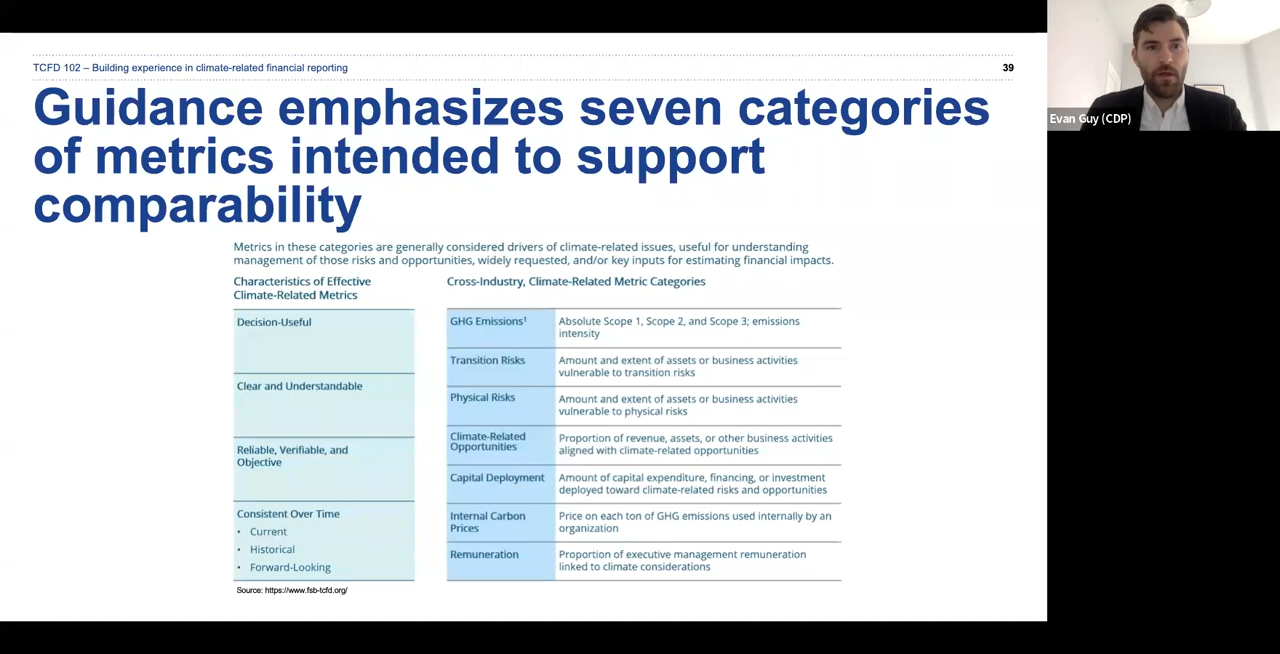 TCFD 102 – Building experience in climate-related financial reporting
39
Guidance emphasizes seven categories
of metrics intended to support
comparability
Metrics in these categories are generally considered drivers of climate-related issues, useful for understanding
management of those risks and opportunities, widely requested, and/or key inputs for estimating financial impacts.
Characteristics of Effective
Climate-Related Metrics
Decision-Useful
Clear and Understandable
Reliable, Verifiable, and
Objective
Consistent Over Time
• Current
• Historical
• Forward-Looking
Cross-Industry, Climate-Related Metric Categories
GHG Emissions¹
Absolute Scope 1, Scope 2, and Scope 3; emissions
intensity
Transition Risks
Amount and extent of assets or business activities
vulnerable to transition risks
Physical Risks
Amount and extent of assets or business activities
vulnerable to physical risks
Climate-Related
Opportunities
Proportion of revenue, assets, or other business activities
aligned with climate-related opportunities
Capital Deployment
Amount of capital expenditure, financing, or investment
deployed toward climate-related risks and opportunities
Internal Carbon
Prices
Price on each ton of GHG emissions used internally by an
organization
Remuneration
Proportion of executive management remuneration
linked to climate considerations
Source: https://www.fsb-tcfd.org/
Evan Guy (CDP)